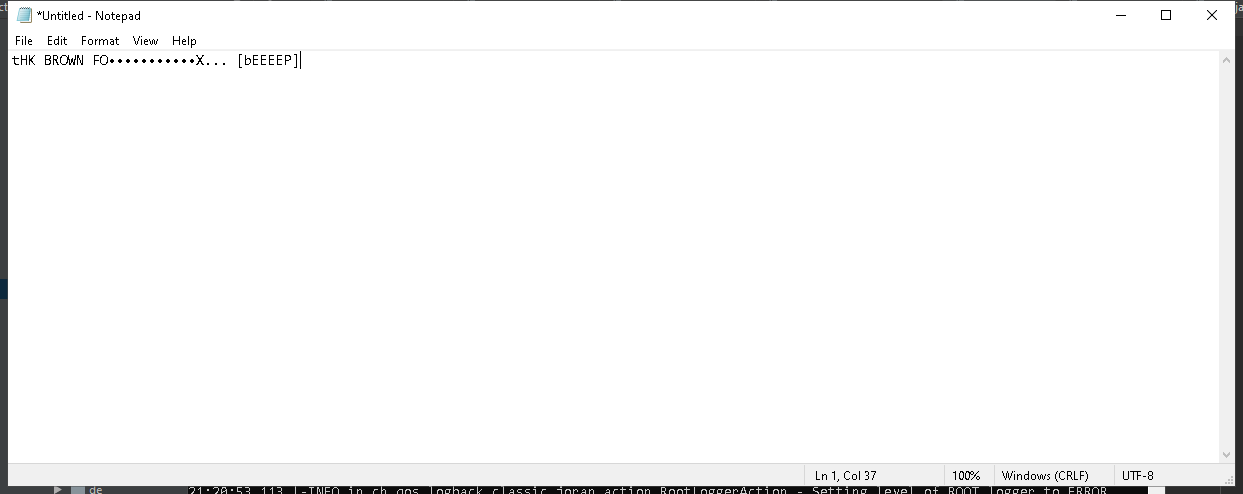 *Untitled - Notepad
File Edit Format View Help
tHK BROWN FO•••••••••••X... [bEEEEP]
Ln 1, Col 37 100% Windows (CRLF) UTF-8
de 21:20:53,113 |-INFO in ch.qos.logback.classic.joran.action.RootLoggerAction - Setting level of ROOT logger to ERROR